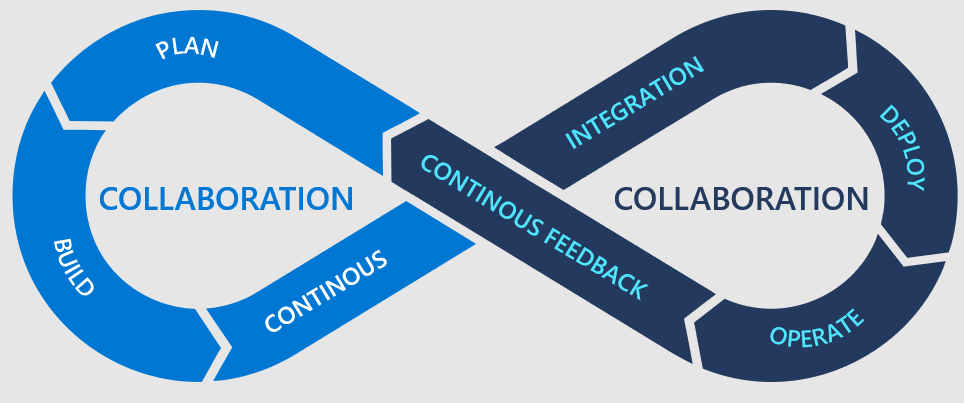 PLAN
BUILD
CONTINOUS
INTEGRATION
DEPLOY
OPERATE
CONTINOUS FEEDBACK
COLLABORATION
COLLABORATION